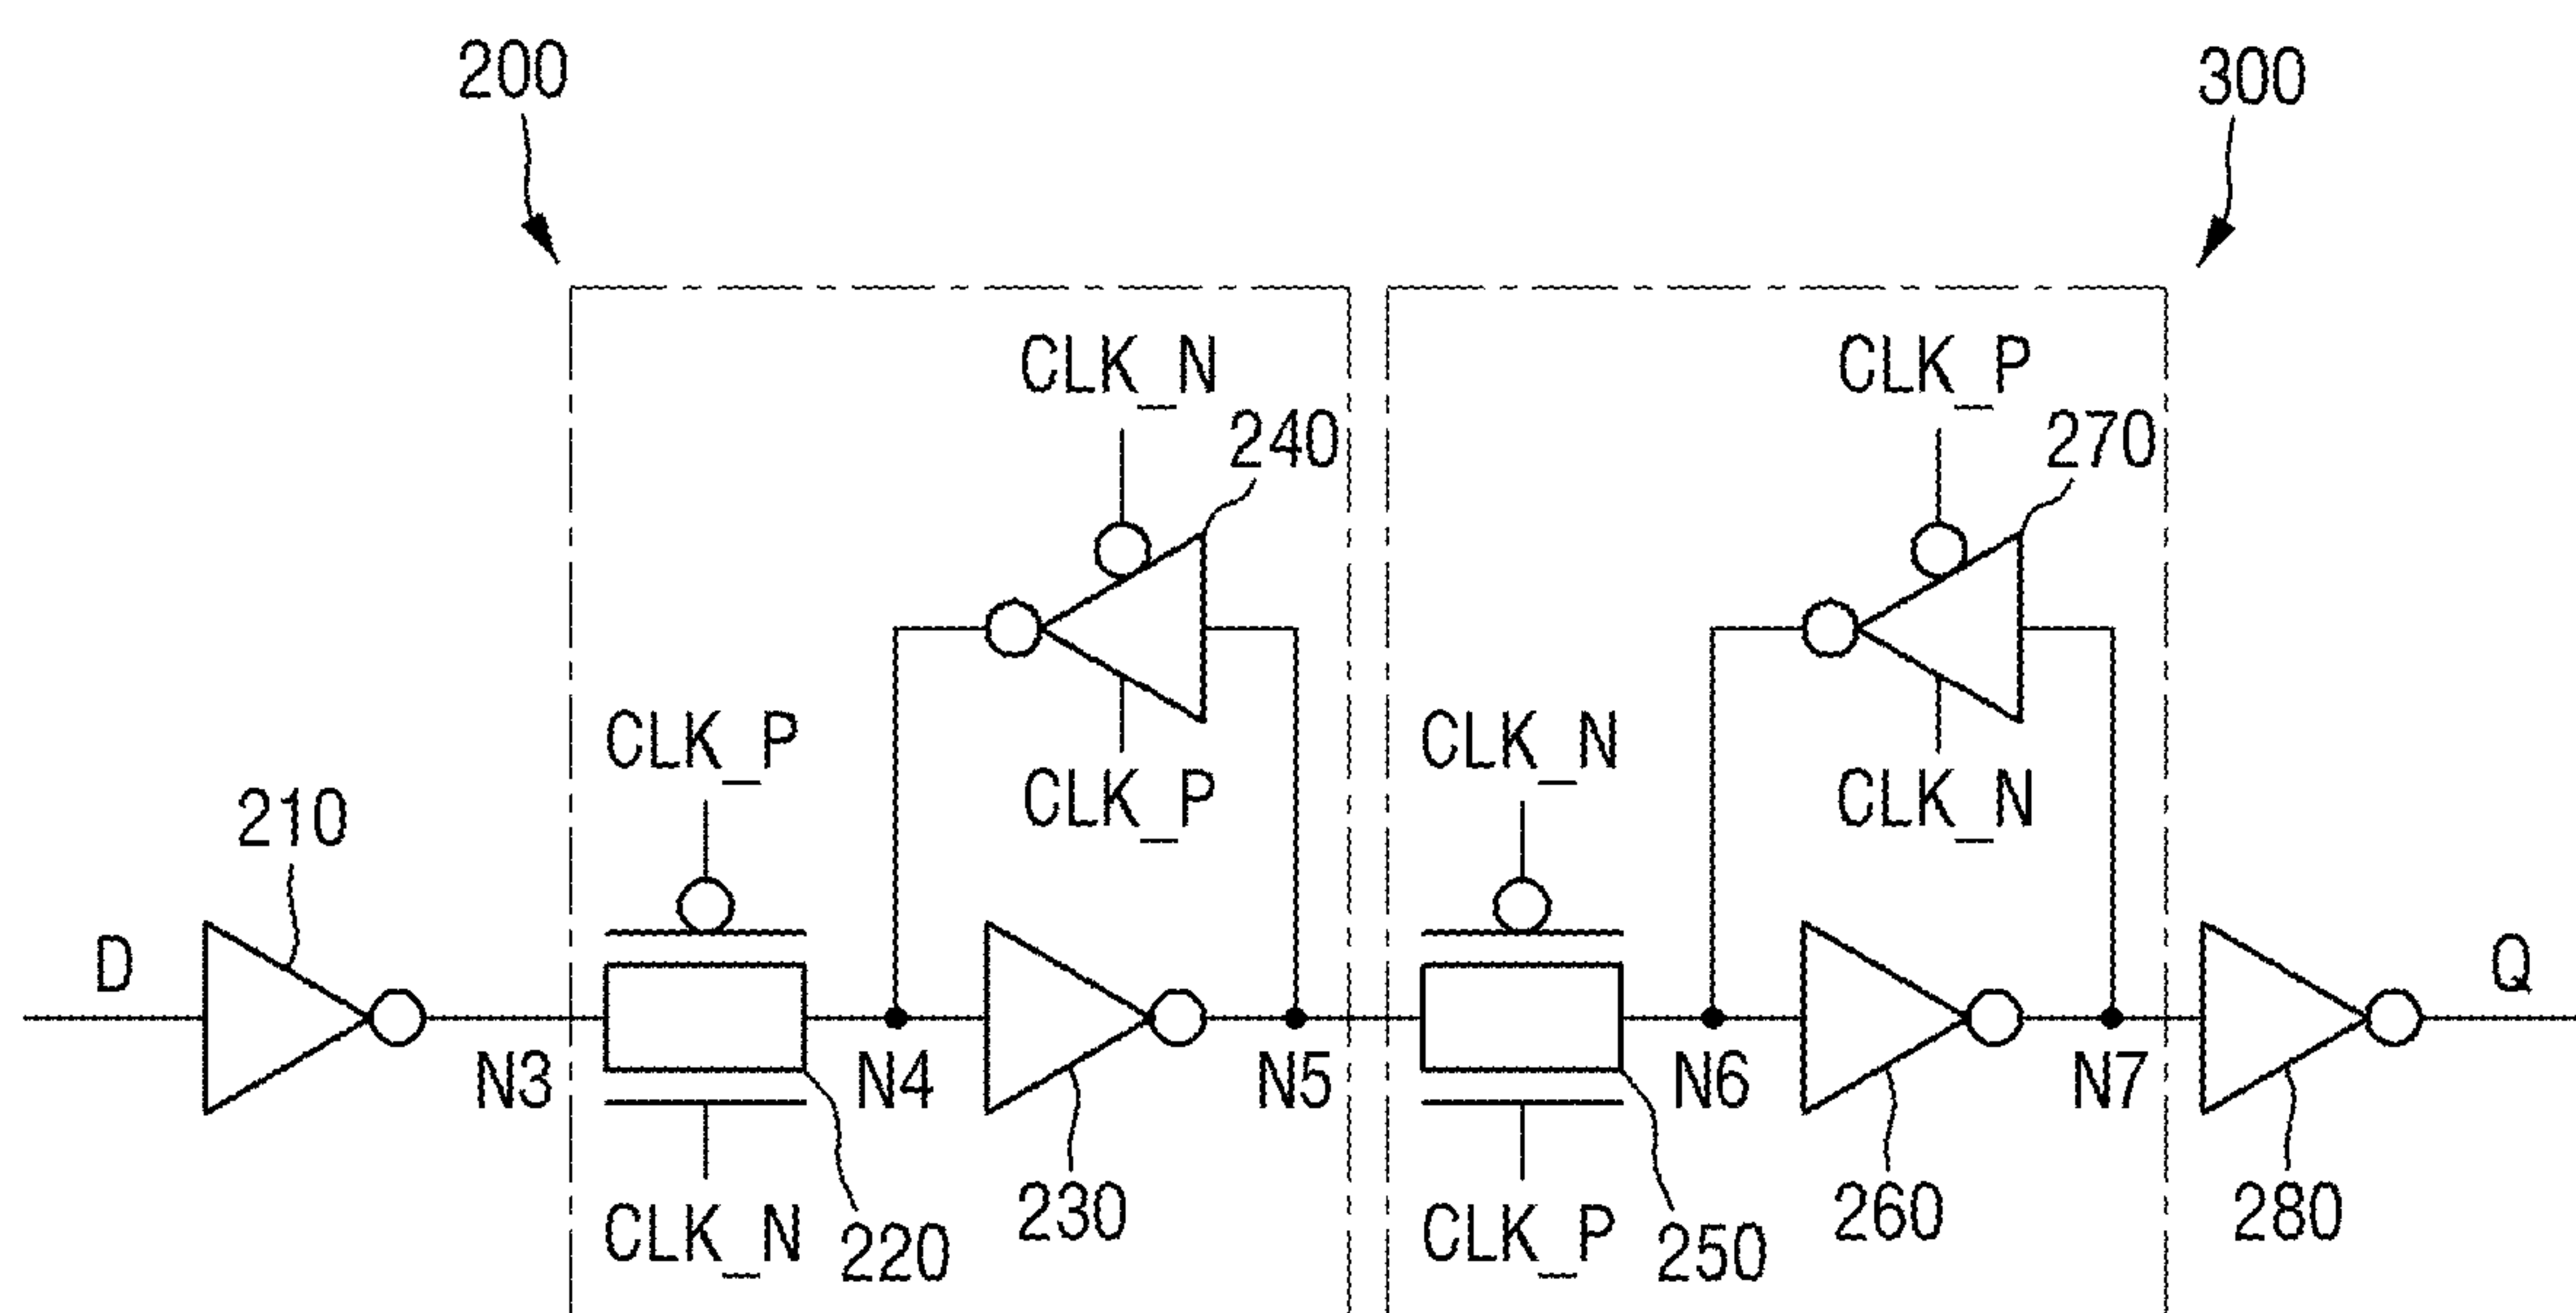 200
300
CLK_N
CLK_P
240
270
CLK_P
CLK_N
CLK_P
CLK_N
210
D
Q
N3
N4
N5
N6
N7
CLK_N
220
230
CLK_P
250
260
280